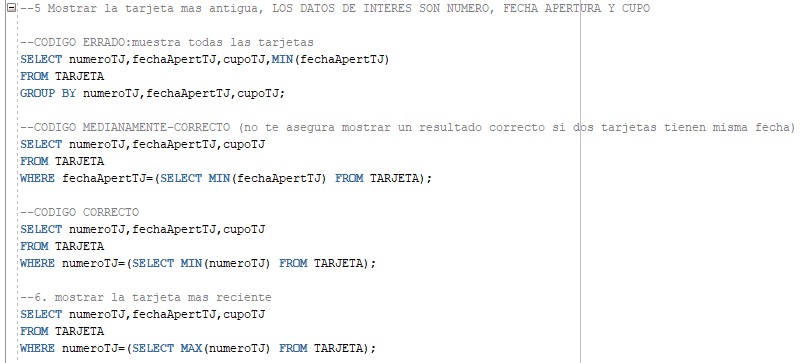 --5 Mostrar la tarjeta mas antigua, LOS DATOS DE INTERES SON NUMERO, FECHA APERTURA Y CUPO
--CODIGO ERRADO:muestra todas las tarjetas
SELECT numeroTJ,fechaApertTJ,cupoTJ,MIN(fechaApertTJ)
FROM TARJETA
GROUP BY numeroTJ,fechaApertTJ,cupoTJ;
--CODIGO MEDIANAMENTE-CORRECTO (no te asegura mostrar un resultado correcto si dos tarjetas tienen misma fecha)
SELECT numeroTJ,fechaApertTJ,cupoTJ
FROM TARJETA
WHERE fechaApertTJ=(SELECT MIN(fechaApertTJ) FROM TARJETA);
--CODIGO CORRECTO
SELECT numeroTJ,fechaApertTJ,cupoTJ
FROM TARJETA
WHERE numeroTJ=(SELECT MIN(numeroTJ) FROM TARJETA);
--6. mostrar la tarjeta mas reciente
SELECT numeroTJ,fechaApertTJ,cupoTJ
FROM TARJETA
WHERE numeroTJ=(SELECT MAX(numeroTJ) FROM TARJETA);